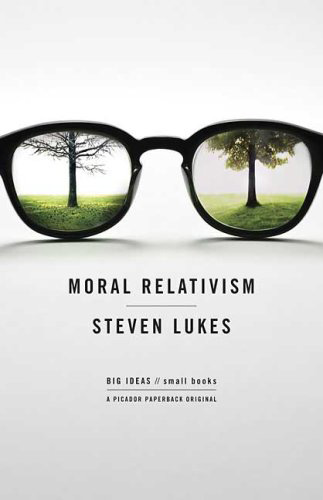 MORAL RELATIVISM
STEVEN LUKES
BIG IDEAS // small books
A PICADOR PAPERBACK ORIGINAL